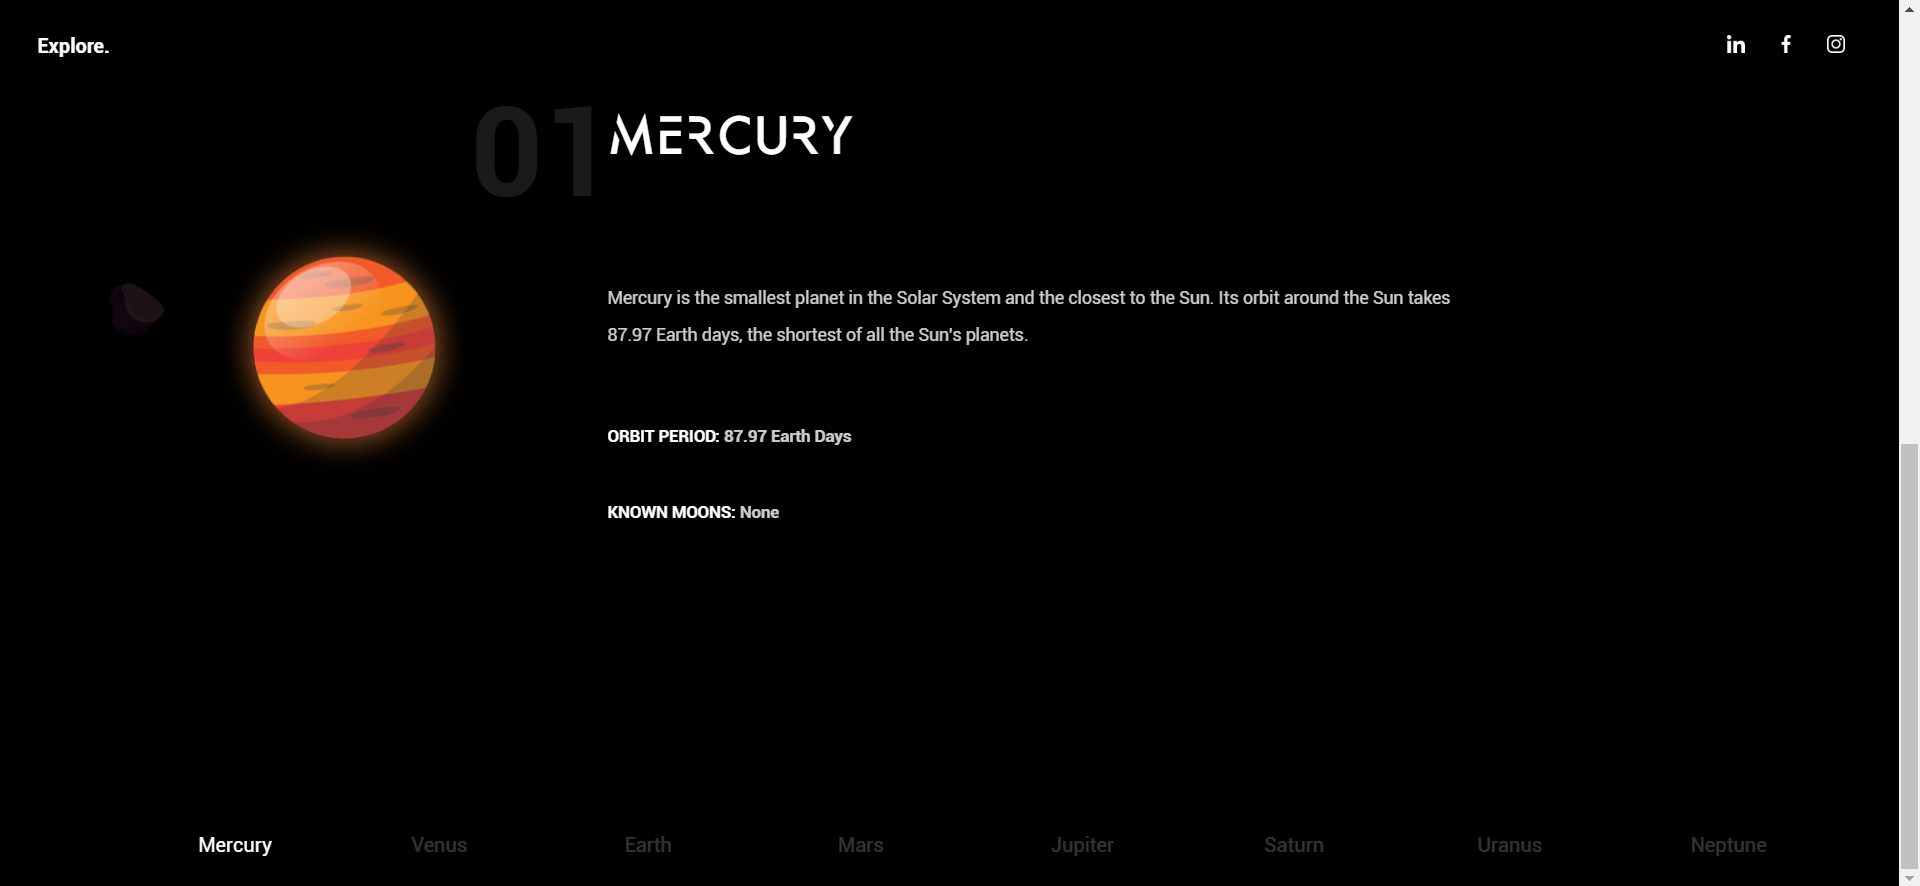 Explore.
in f
01
MERCURY
Mercury is the smallest planet in the Solar System and the closest to the Sun. Its orbit around the Sun takes
87.97 Earth days, the shortest of all the Sun's planets.
ORBIT PERIOD: 87.97 Earth Days
KNOWN MOONS: None
Mercury Venus Earth Mars Jupiter Saturn Uranus Neptune